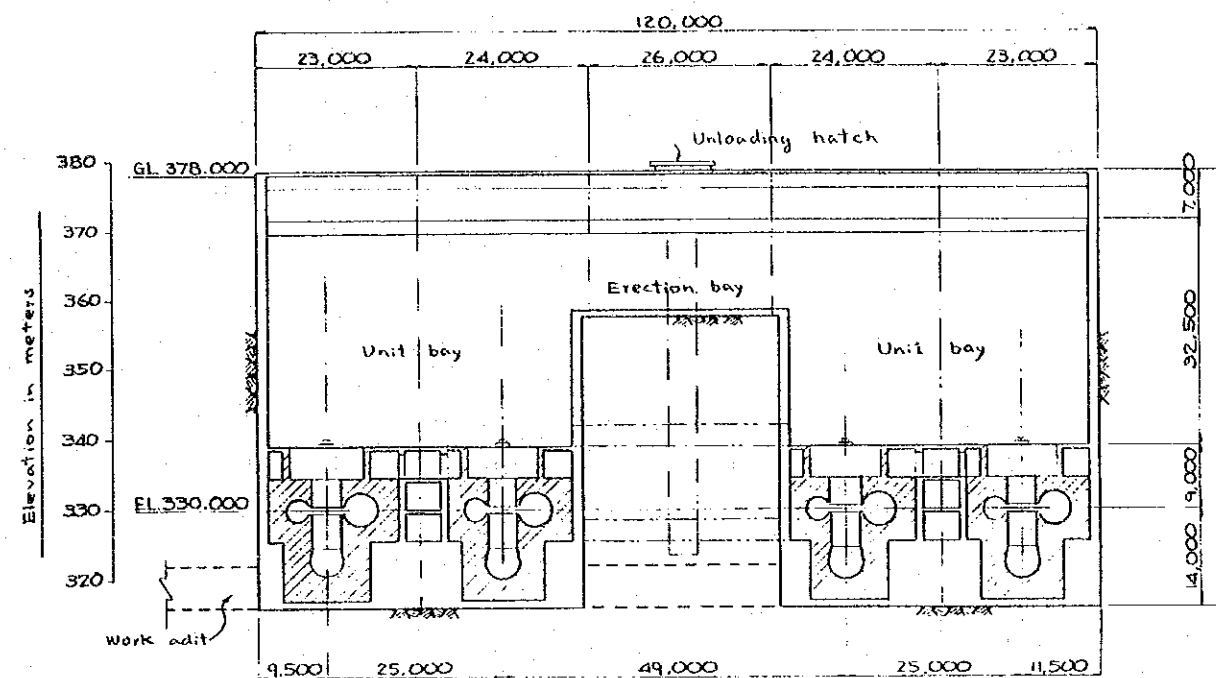 120,000
23,000 24,000 26,000 24,000 23,000
Unloading hatch
380
GL 378.000
7,000
370
Erection bay
360
Unit bay
Unit bay
32,500
350
Elevation in meters
340
9,000
EL 330.000
330
14,000
320
Work adit
9,500 25,000 49,000 25,000 11,500